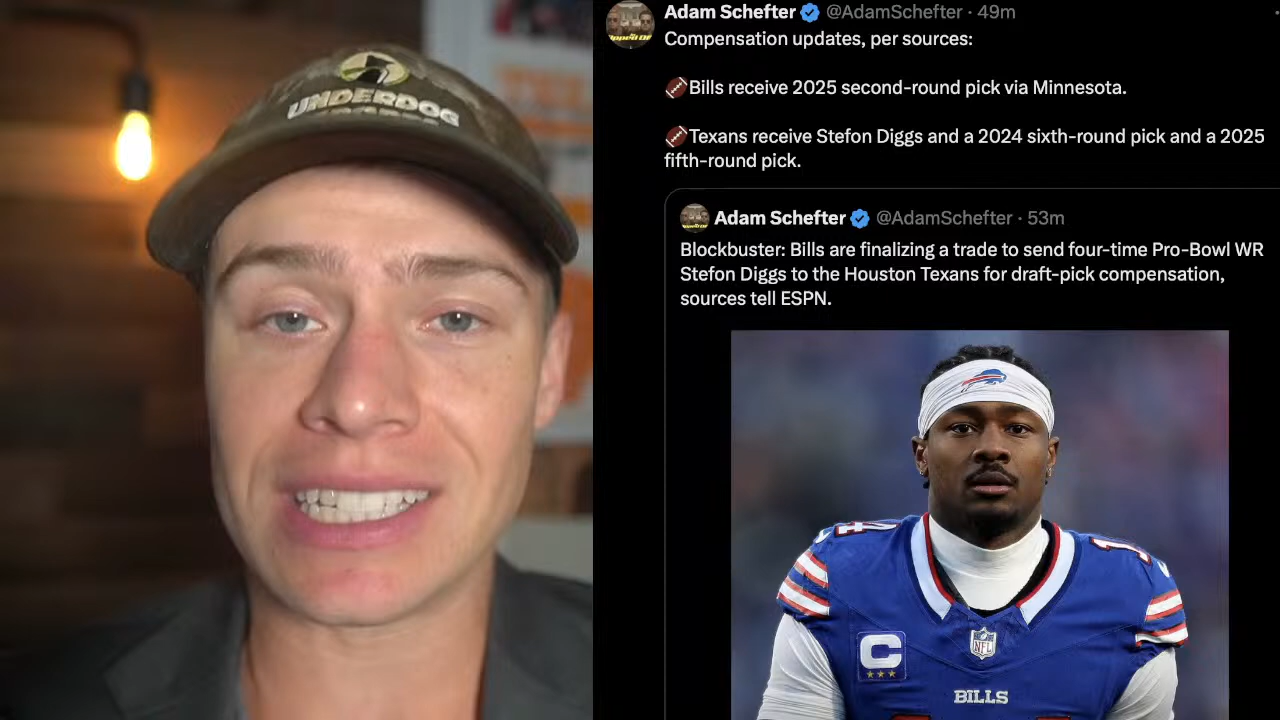 UNDERDOG
Adam Schefter @AdamSchefter · 49m
Compensation updates, per sources:
🏈Bills receive 2025 second-round pick via Minnesota.
🏈Texans receive Stefon Diggs and a 2024 sixth-round pick and a 2025
fifth-round pick.
Adam Schefter @AdamSchefter · 53m
Blockbuster: Bills are finalizing a trade to send four-time Pro-Bowl WR
Stefon Diggs to the Houston Texans for draft-pick compensation,
sources tell ESPN.
C
NFL
BILLS